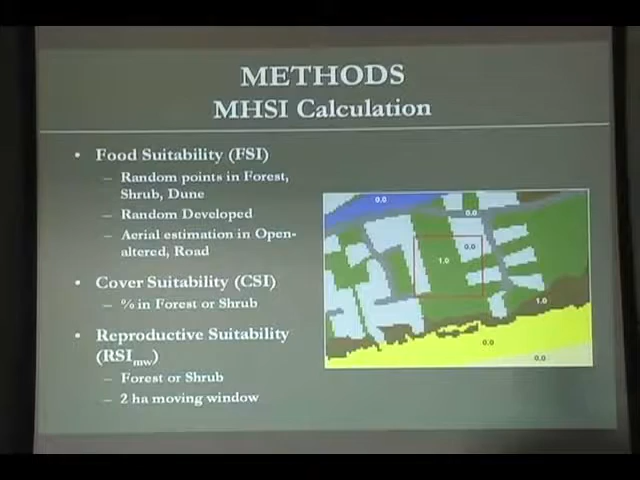 METHODS
MHSI Calculation
• Food Suitability (FSI)
– Random points in Forest,
Shrub, Dune
– Random Developed
– Aerial estimation in Open-
altered, Road
• Cover Suitability (CSI)
– % in Forest or Shrub
• Reproductive Suitability
(RSImw)
– Forest or Shrub
– 2 ha moving window
0.0
0.0
0.0
1.0
1.0
0.0
0.0